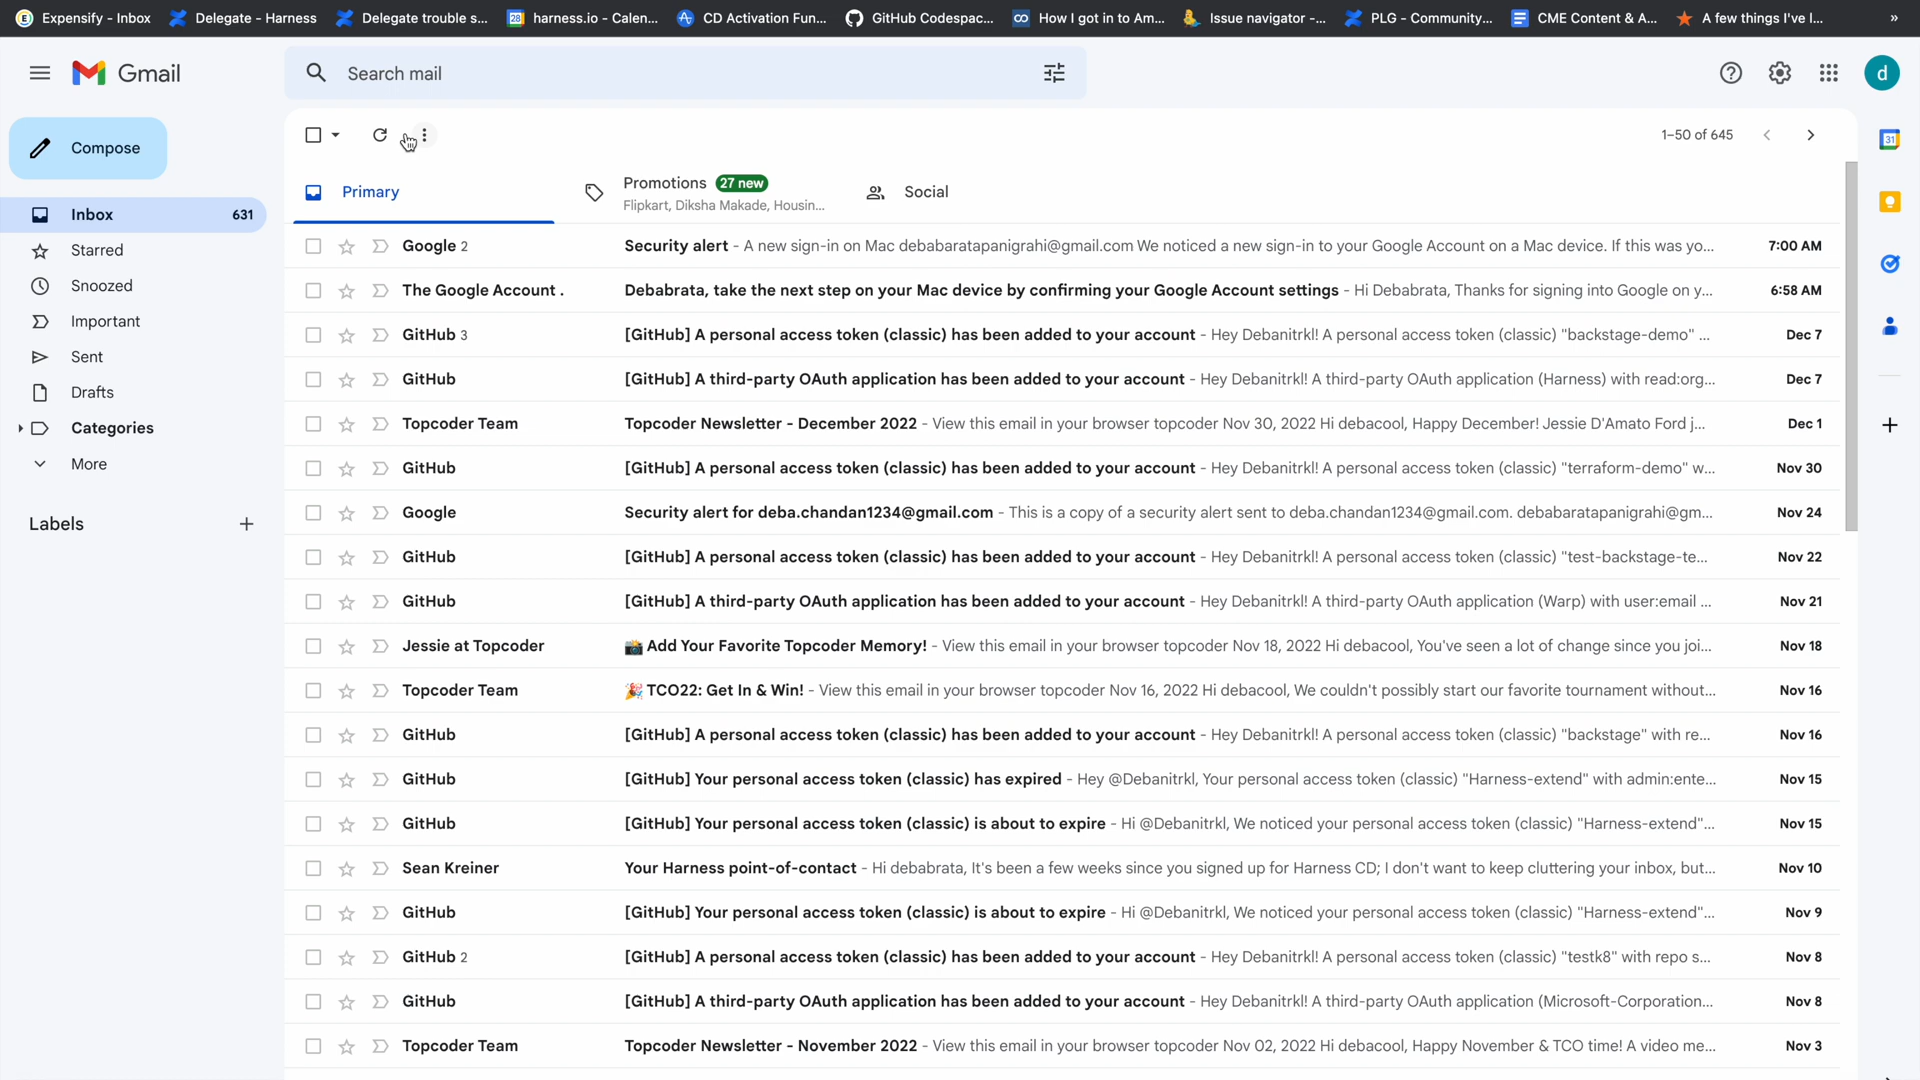 Expensify - Inbox Delegate - Harness Delegate trouble s... harness.io - Calen... CD Activation Fun... GitHub Codespac... How I got in to Am... Issue navigator -... PLG - Community... CME Content & A... A few things I've l... »
Gmail Search mail d
Compose 1–50 of 645
Primary Promotions 27 new Social
Flipkart, Diksha Makade, Housin...
Inbox 631
Starred
Snoozed
Important
Sent
Drafts
Categories
More
Labels
Google 2 Security alert - A new sign-in on Mac debabaratapanigrahi@gmail.com We noticed a new sign-in to your Google Account on a Mac device. If this was yo... 7:00 AM
The Google Account . Debabrata, take the next step on your Mac device by confirming your Google Account settings - Hi Debabrata, Thanks for signing into Google on y... 6:58 AM
GitHub 3 [GitHub] A personal access token (classic) has been added to your account - Hey Debanitrkl! A personal access token (classic) "backstage-demo" ... Dec 7
GitHub [GitHub] A third-party OAuth application has been added to your account - Hey Debanitrkl! A third-party OAuth application (Harness) with read:org... Dec 7
Topcoder Team Topcoder Newsletter - December 2022 - View this email in your browser topcoder Nov 30, 2022 Hi debacool, Happy December! Jessie D'Amato Ford j... Dec 1
GitHub [GitHub] A personal access token (classic) has been added to your account - Hey Debanitrkl! A personal access token (classic) "terraform-demo" w... Nov 30
Google Security alert for deba.chandan1234@gmail.com - This is a copy of a security alert sent to deba.chandan1234@gmail.com. debabaratapanigrahi@gm... Nov 24
GitHub [GitHub] A personal access token (classic) has been added to your account - Hey Debanitrkl! A personal access token (classic) "test-backstage-te... Nov 22
GitHub [GitHub] A third-party OAuth application has been added to your account - Hey Debanitrkl! A third-party OAuth application (Warp) with user:email ... Nov 21
Jessie at Topcoder 📸 Add Your Favorite Topcoder Memory! - View this email in your browser topcoder Nov 18, 2022 Hi debacool, You've seen a lot of change since you joi... Nov 18
Topcoder Team 🎉 TCO22: Get In & Win! - View this email in your browser topcoder Nov 16, 2022 Hi debacool, We couldn't possibly start our favorite tournament without... Nov 16
GitHub [GitHub] A personal access token (classic) has been added to your account - Hey Debanitrkl! A personal access token (classic) "backstage" with re... Nov 16
GitHub [GitHub] Your personal access token (classic) has expired - Hey @Debanitrkl, Your personal access token (classic) "Harness-extend" with admin:ente... Nov 15
GitHub [GitHub] Your personal access token (classic) is about to expire - Hi @Debanitrkl, We noticed your personal access token (classic) "Harness-extend"... Nov 15
Sean Kreiner Your Harness point-of-contact - Hi debabrata, It's been a few weeks since you signed up for Harness CD; I don't want to keep cluttering your inbox, but... Nov 10
GitHub [GitHub] Your personal access token (classic) is about to expire - Hi @Debanitrkl, We noticed your personal access token (classic) "Harness-extend"... Nov 9
GitHub 2 [GitHub] A personal access token (classic) has been added to your account - Hey Debanitrkl! A personal access token (classic) "testk8" with repo s... Nov 8
GitHub [GitHub] A third-party OAuth application has been added to your account - Hey Debanitrkl! A third-party OAuth application (Microsoft-Corporation... Nov 8
Topcoder Team Topcoder Newsletter - November 2022 - View this email in your browser topcoder Nov 02, 2022 Hi debacool, Happy November & TCO time! A video me... Nov 3